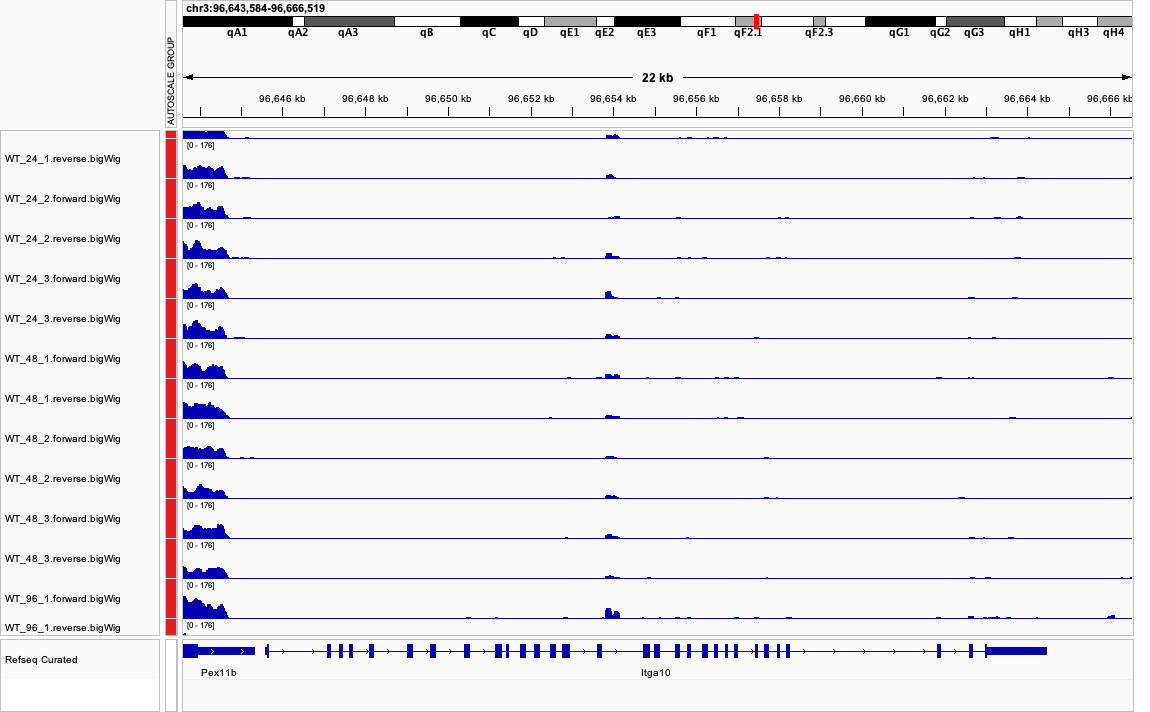 chr3:96,643,584-96,666,519
qA1 qA2 qA3 qB qC qD qE1 qE2 qE3 qF1 qF2.1 qF2.3 qG1 qG2 qG3 qH1 qH3 qH4
AUTOSCALE GROUP
22 kb
96,646 kb 96,648 kb 96,650 kb 96,652 kb 96,654 kb 96,656 kb 96,658 kb 96,660 kb 96,662 kb 96,664 kb 96,666 kb
[0 - 176]
WT_24_1.reverse.bigWig
[0 - 176]
WT_24_2.forward.bigWig
[0 - 176]
WT_24_2.reverse.bigWig
[0 - 176]
WT_24_3.forward.bigWig
[0 - 176]
WT_24_3.reverse.bigWig
[0 - 176]
WT_48_1.forward.bigWig
[0 - 176]
WT_48_1.reverse.bigWig
[0 - 176]
WT_48_2.forward.bigWig
[0 - 176]
WT_48_2.reverse.bigWig
[0 - 176]
WT_48_3.forward.bigWig
[0 - 176]
WT_48_3.reverse.bigWig
[0 - 176]
WT_96_1.forward.bigWig
[0 - 176]
WT_96_1.reverse.bigWig
Refseq Curated
Pex11b Itga10